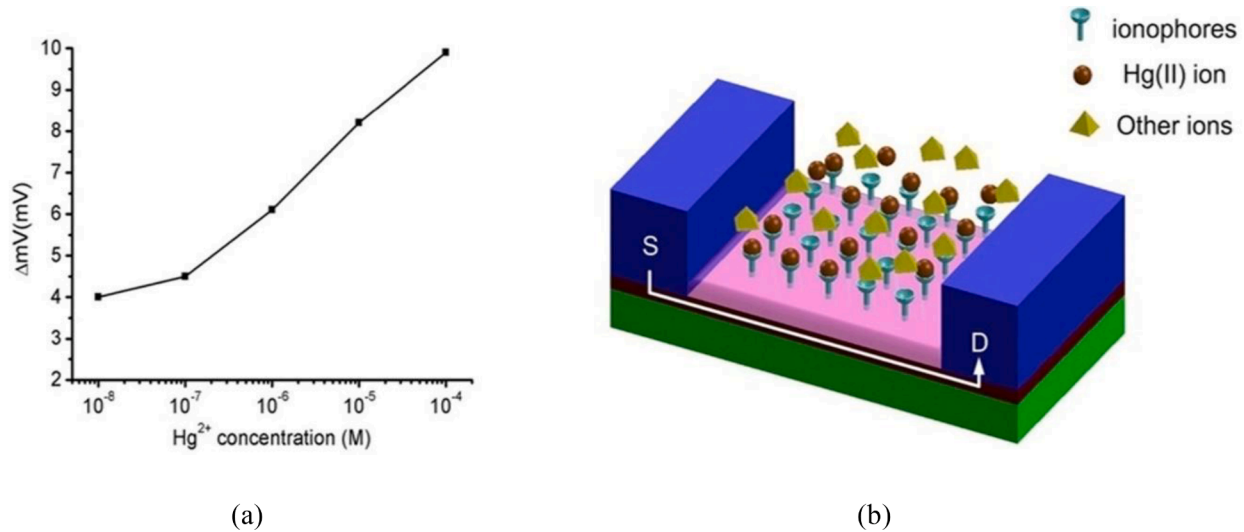 10
9
8
7
6
5
4
3
2
ΔmV(mV)
10⁻⁸ 10⁻⁷ 10⁻⁶ 10⁻⁵ 10⁻⁴
Hg²⁺ concentration (M)
(a)
ionophores
Hg(II) ion
Other ions
S
D
(b)